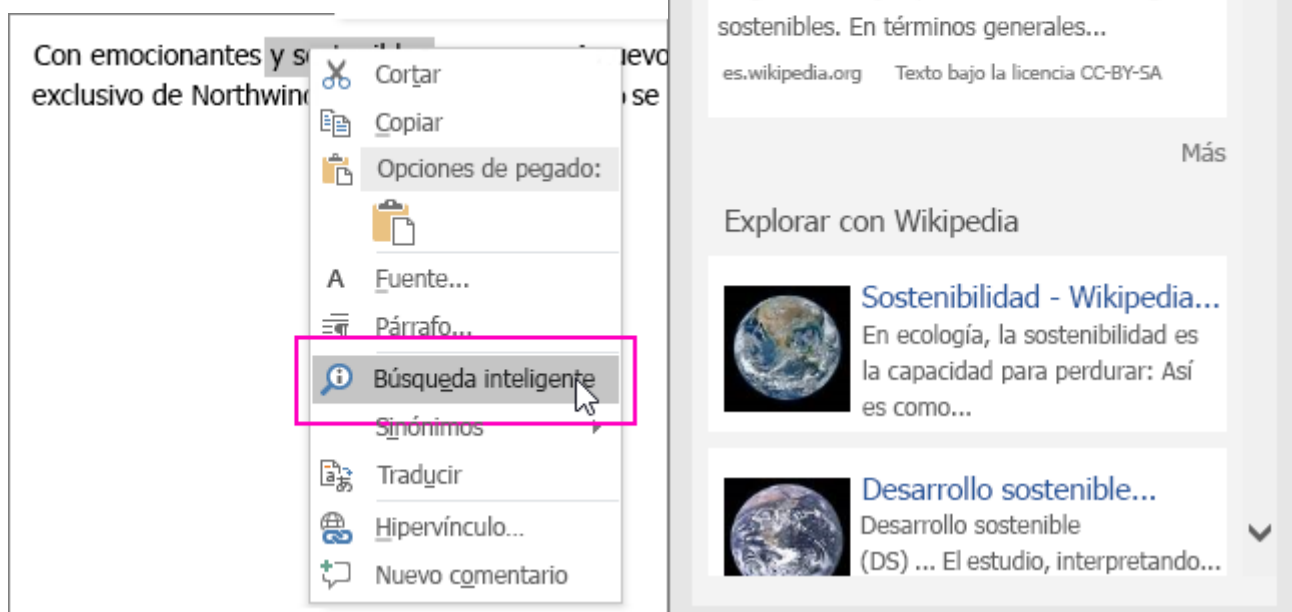 Con emocionantes y
exclusivo de Northwind se
Cortar
Copiar
Opciones de pegado:
Fuente...
Párrafo...
Búsqueda inteligente
Sinónimos
Traducir
Hipervínculo...
Nuevo comentario
sostenibles. En términos generales...
es.wikipedia.org Texto bajo la licencia CC-BY-SA
Más
Explorar con Wikipedia
Sostenibilidad - Wikipedia...
En ecología, la sostenibilidad es
la capacidad para perdurar: Así
es como...
Desarrollo sostenible...
Desarrollo sostenible
(DS) ... El estudio, interpretando...